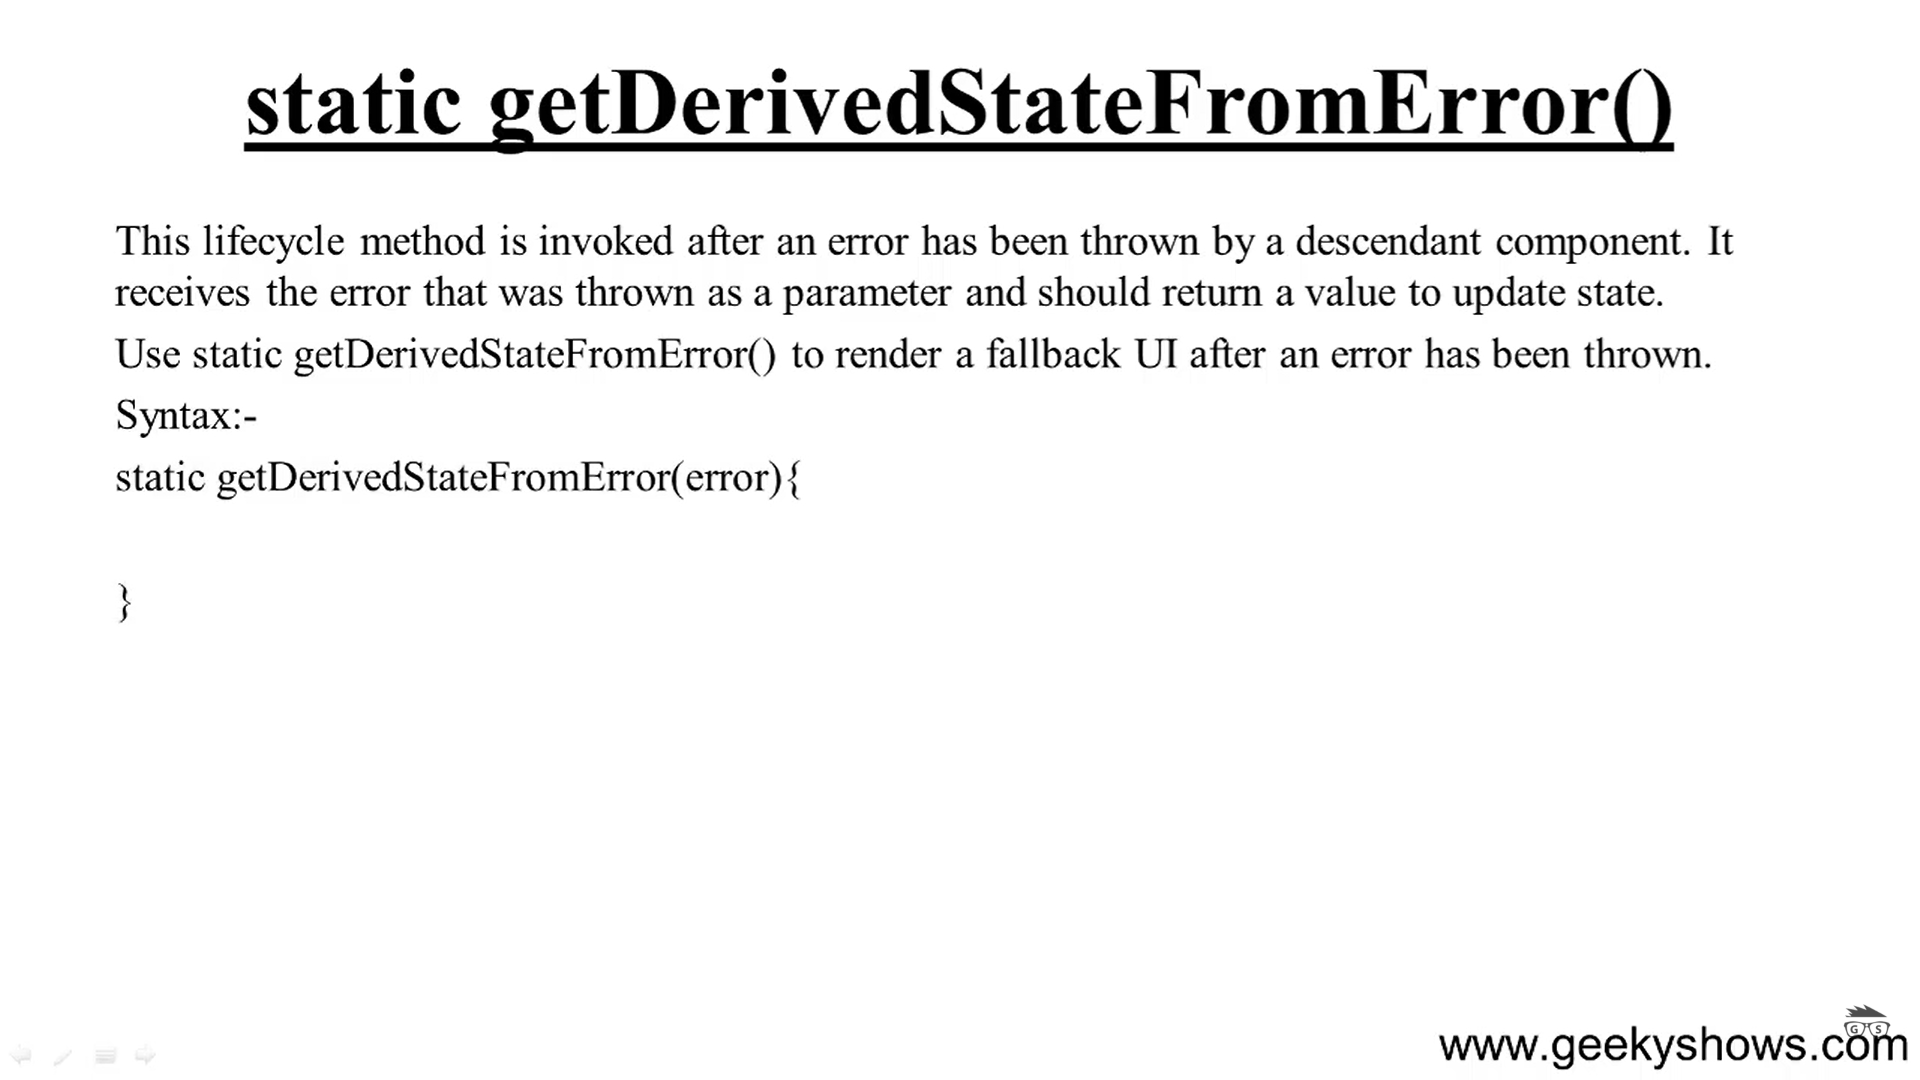 static getDerivedStateFromError()
This lifecycle method is invoked after an error has been thrown by a descendant component. It
receives the error that was thrown as a parameter and should return a value to update state.
Use static getDerivedStateFromError() to render a fallback UI after an error has been thrown.
Syntax:-
static getDerivedStateFromError(error){
}
G S
www.geekyshows.com